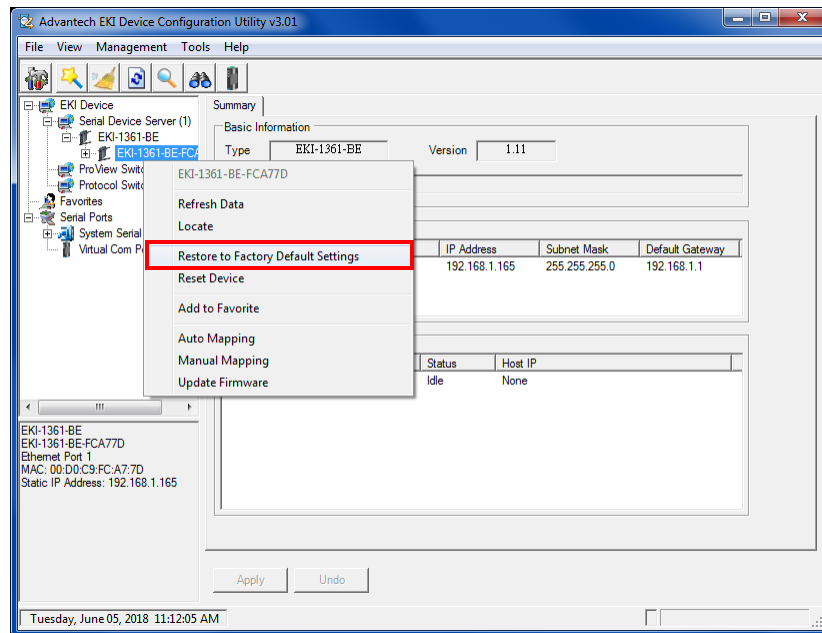 Advantech EKI Device Configuration Utility v3.01
File View Management Tools Help
EKI Device
Serial Device Server (1)
EKI-1361-BE
EKI-1361-BE-FCA
ProView Swit
Protocol Switc
Favorites
Serial Ports
System Serial
Virtual Com P
Summary
Basic Information
Type EKI-1361-BE Version 1.11
EKI-1361-BE-FCA77D
Refresh Data
Locate
Restore to Factory Default Settings
Reset Device
Add to Favorite
Auto Mapping
Manual Mapping
Update Firmware
IP Address Subnet Mask Default Gateway
192.168.1.165 255.255.255.0 192.168.1.1
Status Host IP
Idle None
EKI-1361-BE
EKI-1361-BE-FCA77D
Ethernet Port 1
MAC: 00:D0:C9:FC:A7:7D
Static IP Address: 192.168.1.165
Apply Undo
Tuesday, June 05, 2018 11:12:05 AM